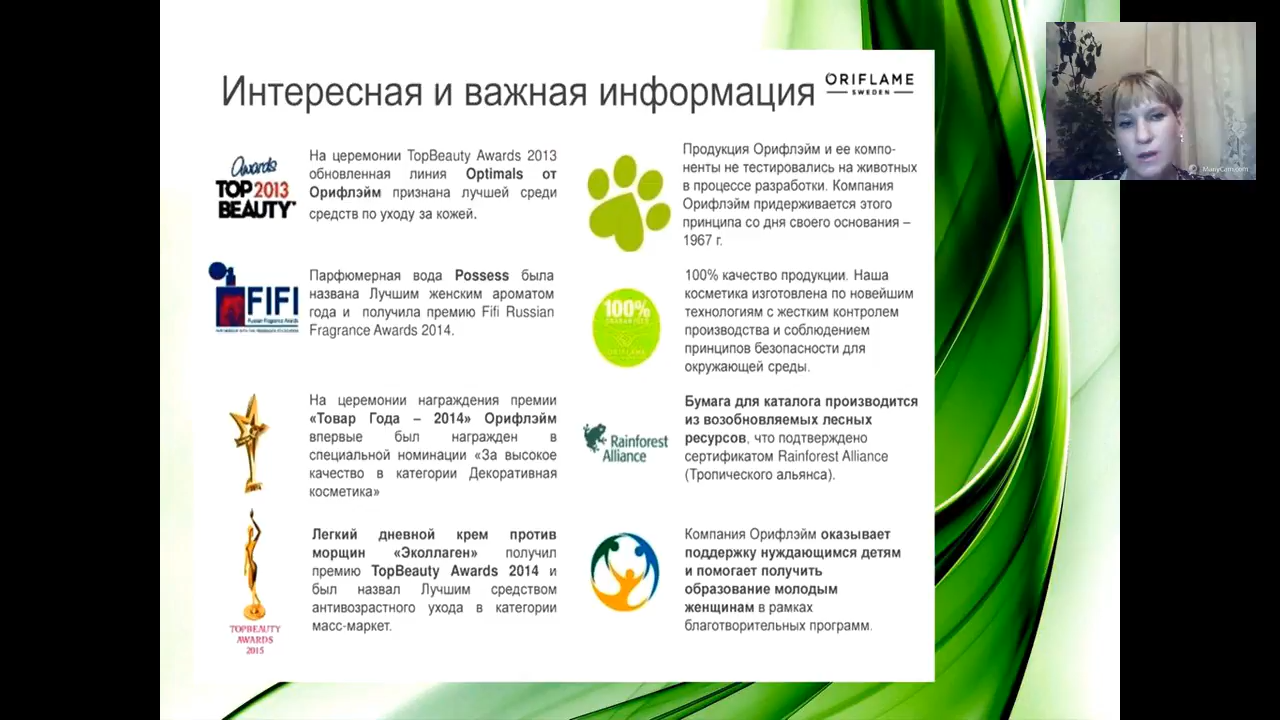 Интересная и важная информация
ORIFLAME
SWEDEN
Awards
TOP 2013
BEAUTY
На церемонии TopBeauty Awards 2013
обновленная линия Optimals от
Орифлэйм признана лучшей среди
средств по уходу за кожей.
FIFI
Russian Fragrance Awards
Парфюмерная вода Possess была
названа Лучшим женским ароматом
года и получила премию Fifi Russian
Fragrance Awards 2014.
На церемонии награждения премии
«Товар Года – 2014» Орифлэйм
впервые был награжден в
специальной номинации «За высокое
качество в категории Декоративная
косметика»
TOPBEAUTY
AWARDS
2015
Легкий дневной крем против
морщин «Эколлаген» получил
премию TopBeauty Awards 2014 и
был назвал Лучшим средством
антивозрастного ухода в категории
масс-маркет.
Продукция Орифлэйм и ее компо-
ненты не тестировались на животных
в процессе разработки. Компания
Орифлэйм придерживается этого
принципа со дня своего основания –
1967 г.
100%
100% качество продукции. Наша
косметика изготовлена по новейшим
технологиям с жестким контролем
производства и соблюдением
принципов безопасности для
окружающей среды.
Rainforest
Alliance
Бумага для каталога производится
из возобновляемых лесных
ресурсов, что подтверждено
сертификатом Rainforest Alliance
(Тропического альянса).
Компания Орифлэйм оказывает
поддержку нуждающимся детям
и помогает получить
образование молодым
женщинам в рамках
благотворительных программ.
ManyCam.com